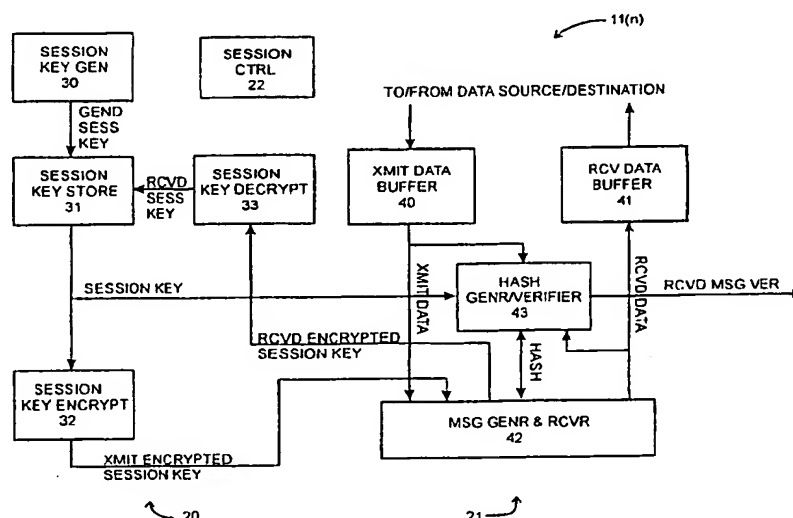 11(n)
SESSION
KEY GEN
30
SESSION
CTRL
22
TO/FROM DATA SOURCE/DESTINATION
GEND
SESS
KEY
SESSION
KEY STORE
31
RCVD
SESS
KEY
SESSION
KEY DECRYPT
33
XMIT DATA
BUFFER
40
RCV DATA
BUFFER
41
SESSION KEY
XMIT DATA
HASH
GENR/VERIFIER
43
RCVD DATA
RCVD MSG VER
RCVD ENCRYPTED
SESSION KEY
HASH
SESSION
KEY ENCRYPT
32
MSG GENR & RCVR
42
XMIT ENCRYPTED
SESSION KEY
20
21